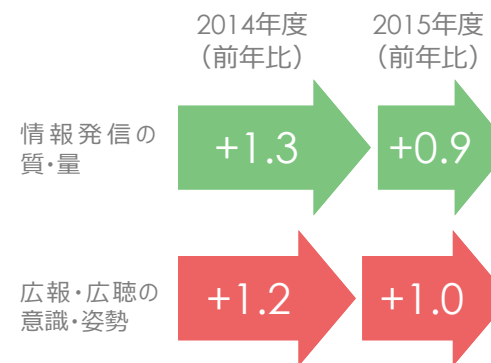 2014年度 2015年度
（前年比） （前年比）
情報発信の
質・量
+1.3 +0.9
広報・広聴の
意識・姿勢
+1.2 +1.0